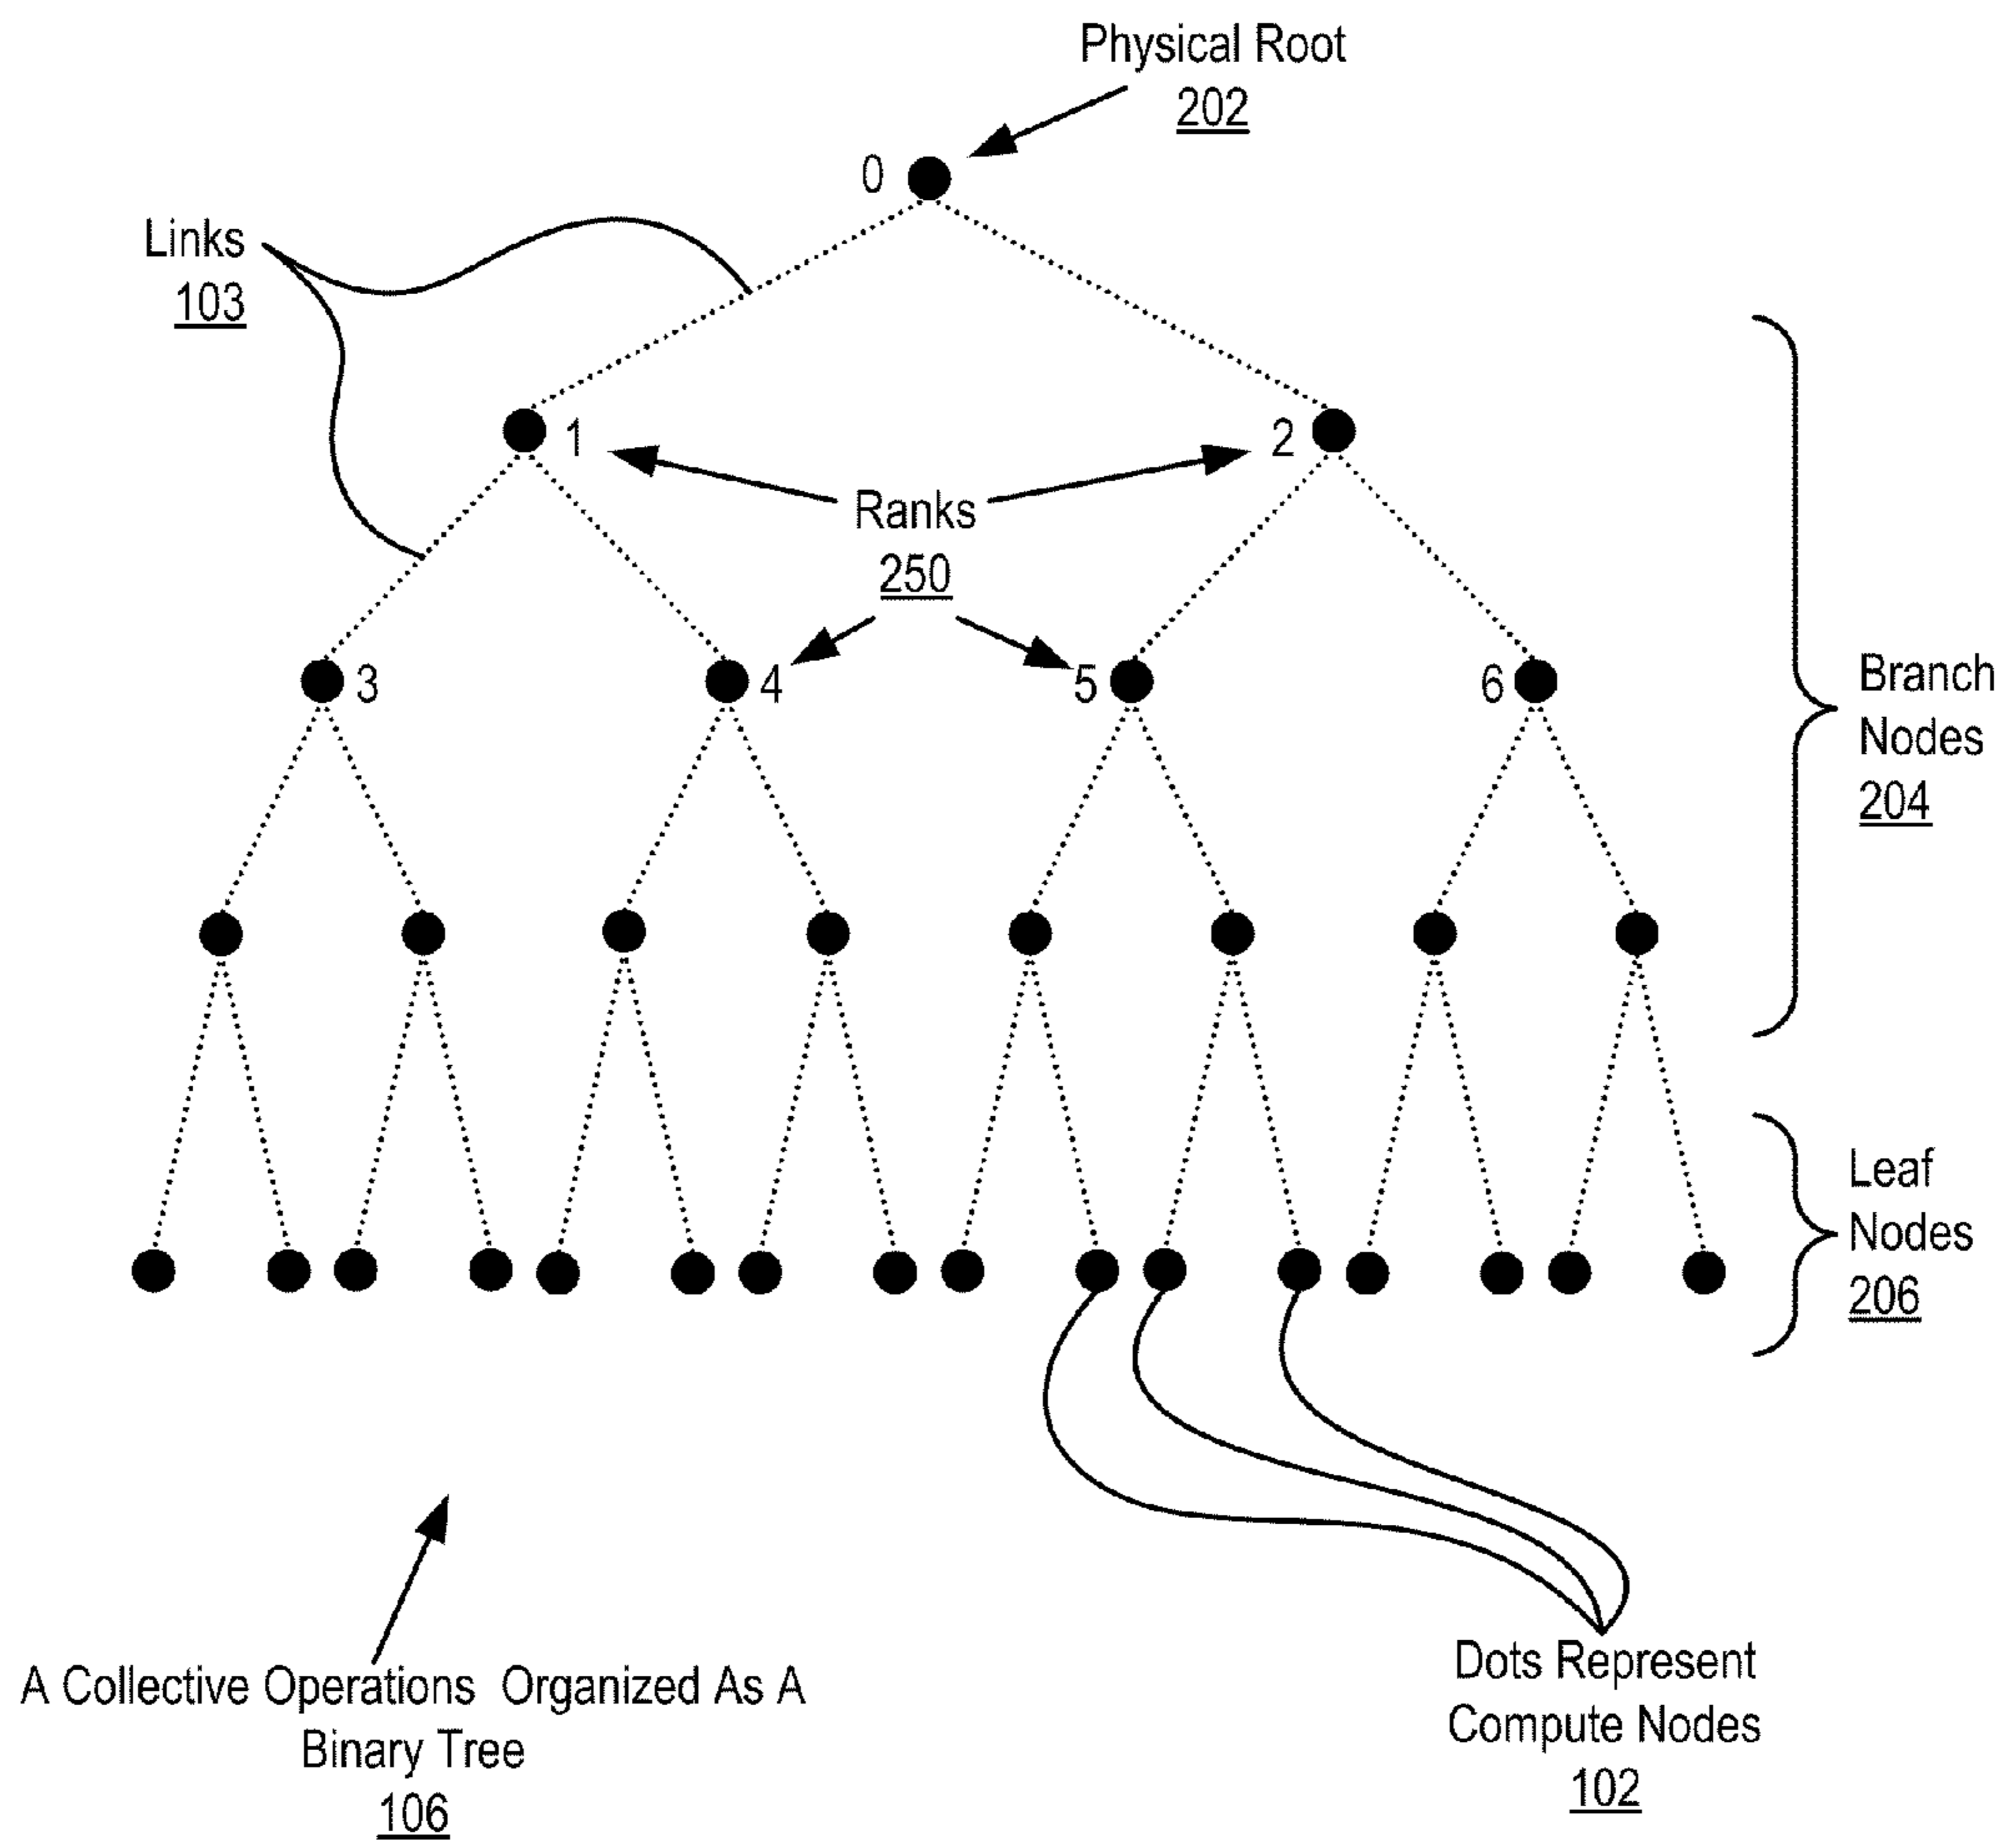 Physical Root
202
0
Links
103
1
2
Ranks
250
3
4
5
6
Branch
Nodes
204
Leaf
Nodes
206
A Collective Operations Organized As A
Binary Tree
106
Dots Represent
Compute Nodes
102